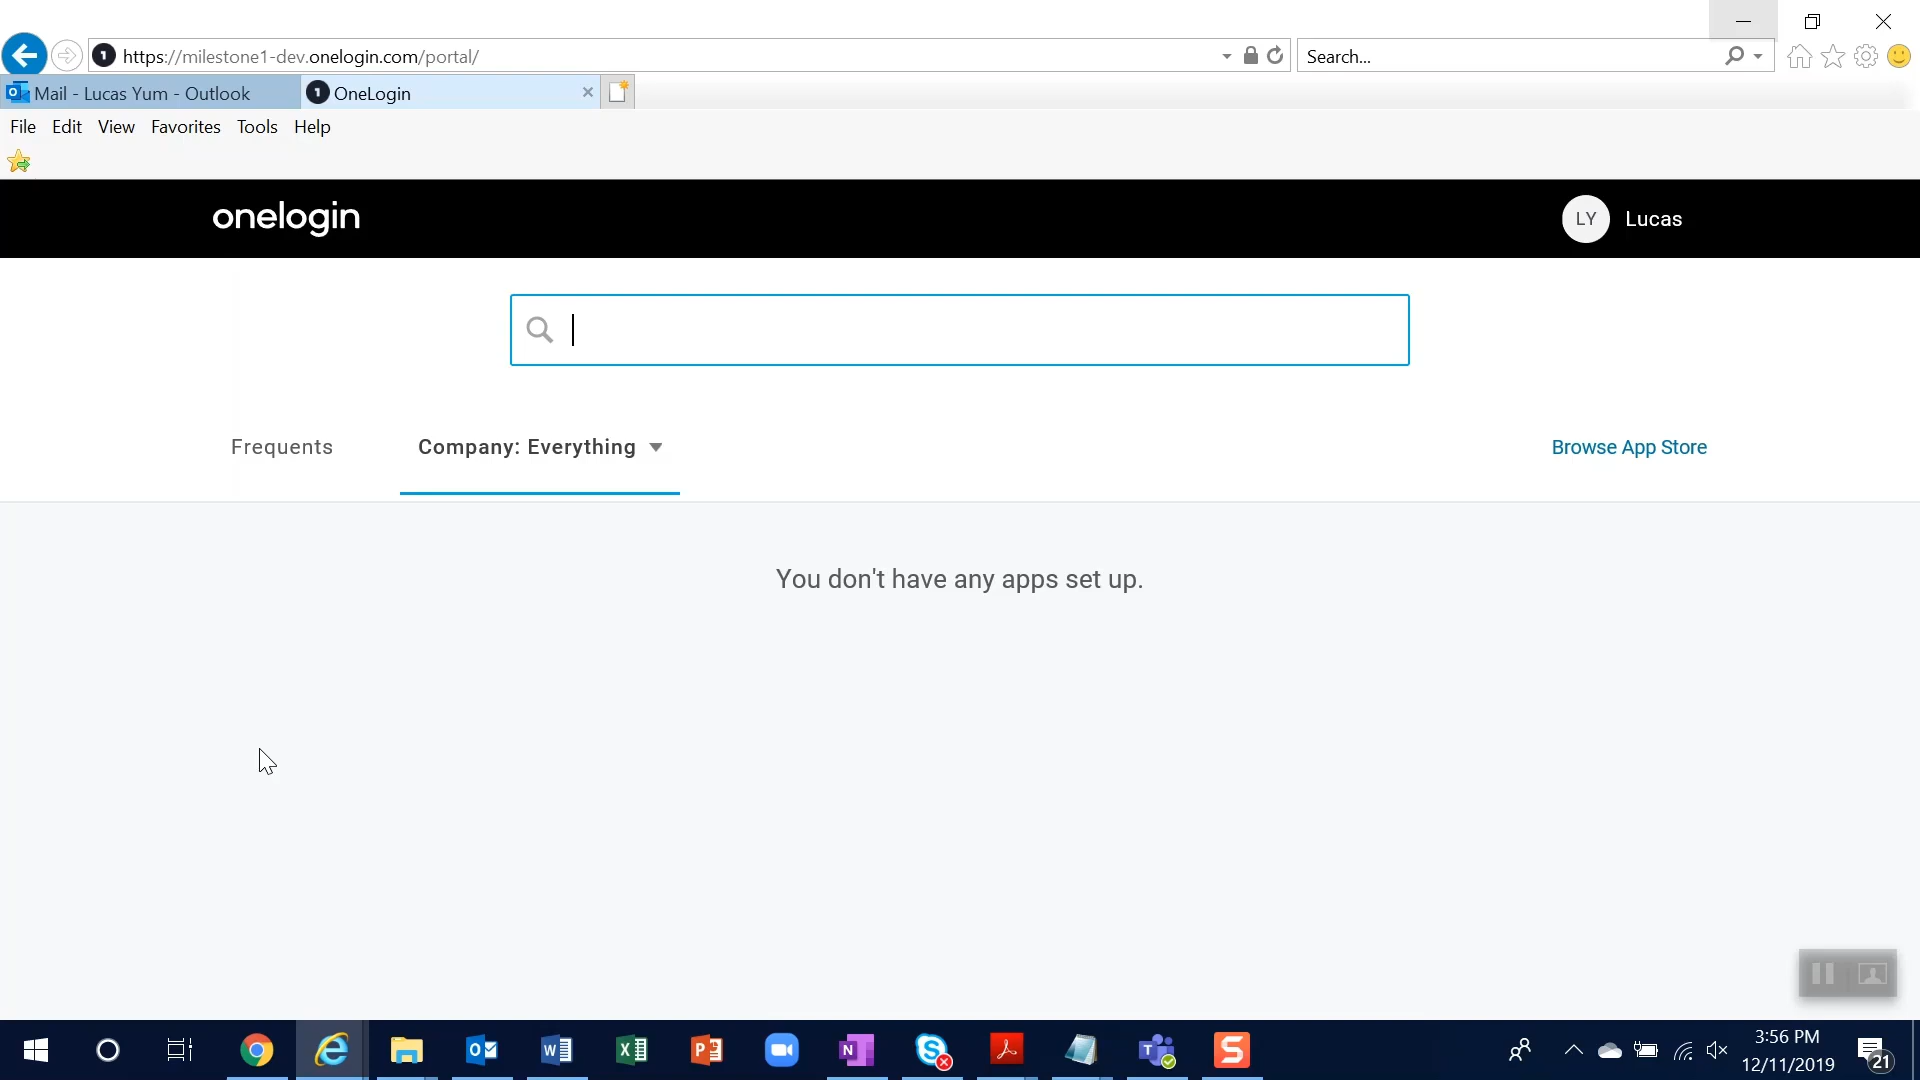 https://milestone1-dev.onelogin.com/portal/
Search...
Mail - Lucas Yum - Outlook
OneLogin
File Edit View Favorites Tools Help
onelogin
LY Lucas
Frequents
Company: Everything
Browse App Store
You don't have any apps set up.
3:56 PM
12/11/2019
21